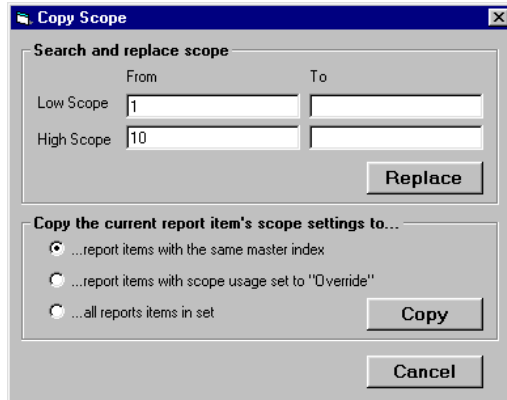 Copy Scope
Search and replace scope
From To
Low Scope 1
High Scope 10
Replace
Copy the current report item's scope settings to...
...report items with the same master index
...report items with scope usage set to "Override"
...all reports items in set
Copy
Cancel